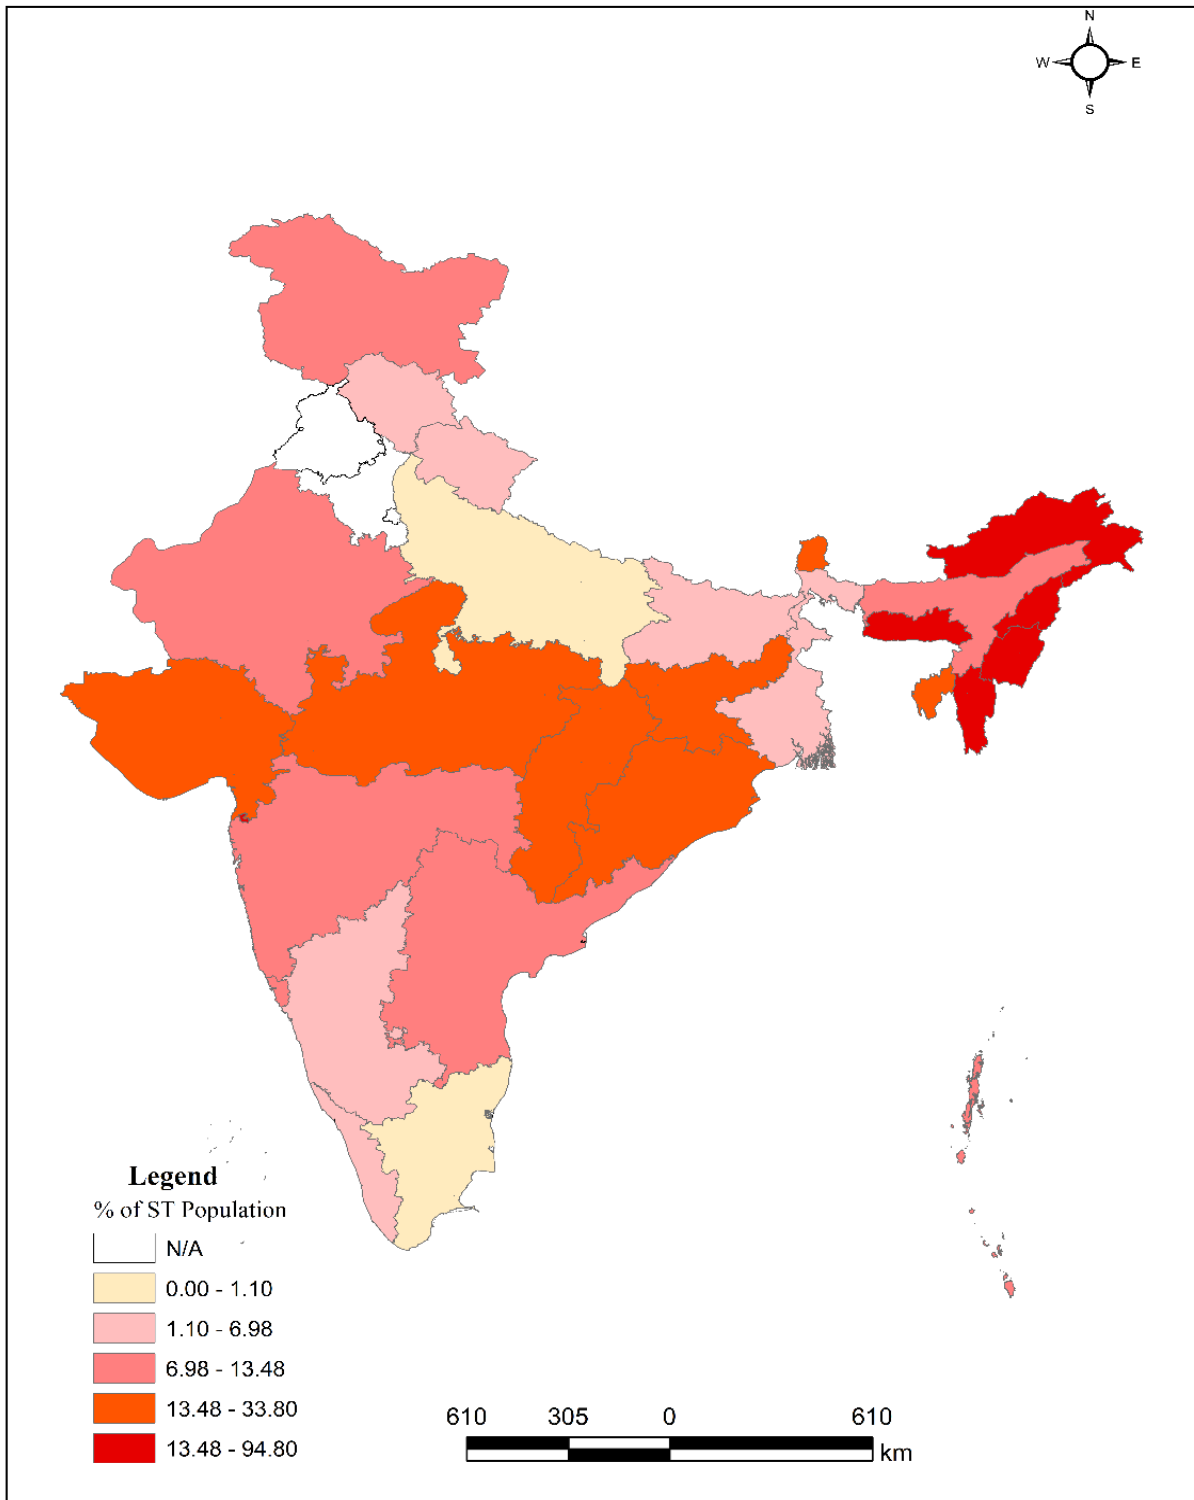 N
W E
S
Legend
% of ST Population
N/A
0.00 - 1.10
1.10 - 6.98
6.98 - 13.48
13.48 - 33.80
13.48 - 94.80
610 305 0 610
km